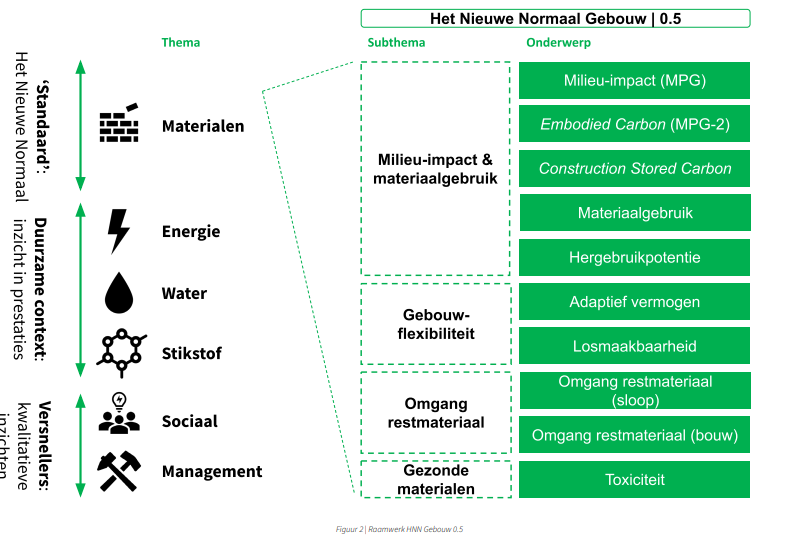 Het Nieuwe Normaal Gebouw | 0.5
Thema
Subthema
Onderwerp
‘Standaard’:
Het Nieuwe Normaal
Materialen
Milieu-impact &
materiaalgebruik
Milieu-impact (MPG)
Embodied Carbon (MPG-2)
Construction Stored Carbon
Materiaalgebruik
Hergebruikpotentie
Duurzame context:
inzicht in prestaties
Energie
Water
Stikstof
Gebouw-
flexibiliteit
Adaptief vermogen
Losmaakbaarheid
Versnellers:
kwalitatieve
inzichten
Sociaal
Management
Omgang
restmateriaal
Omgang restmateriaal
(sloop)
Omgang restmateriaal (bouw)
Gezonde
materialen
Toxiciteit
Figuur 2 | Raamwerk HNN Gebouw 0.5